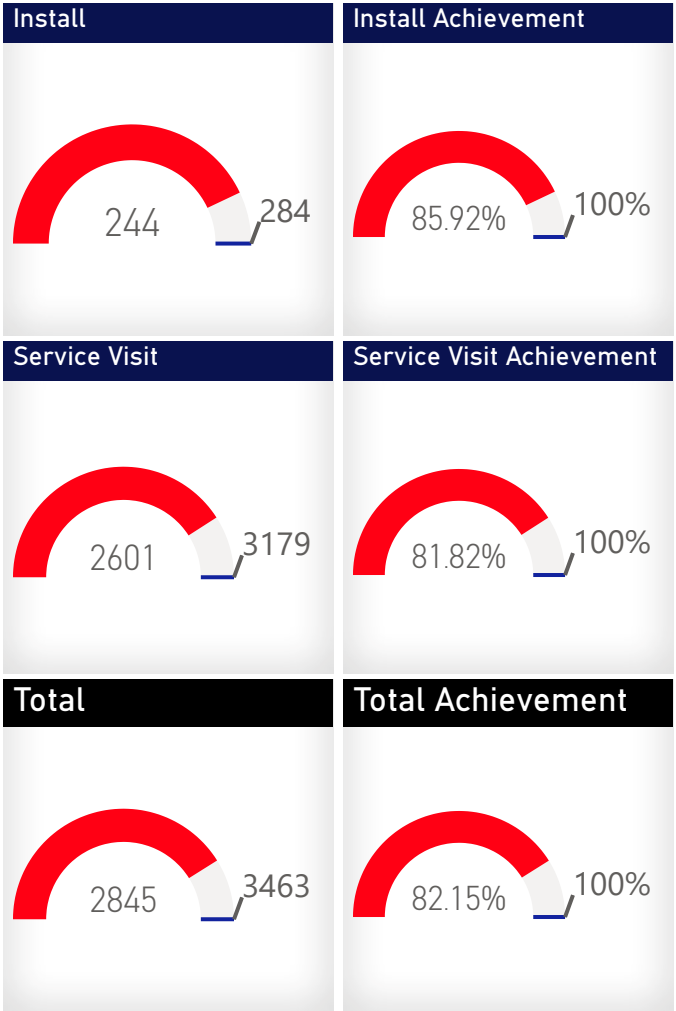 Install
244
284
Install Achievement
85.92%
100%
Service Visit
2601
3179
Service Visit Achievement
81.82%
100%
Total
2845
3463
Total Achievement
82.15%
100%